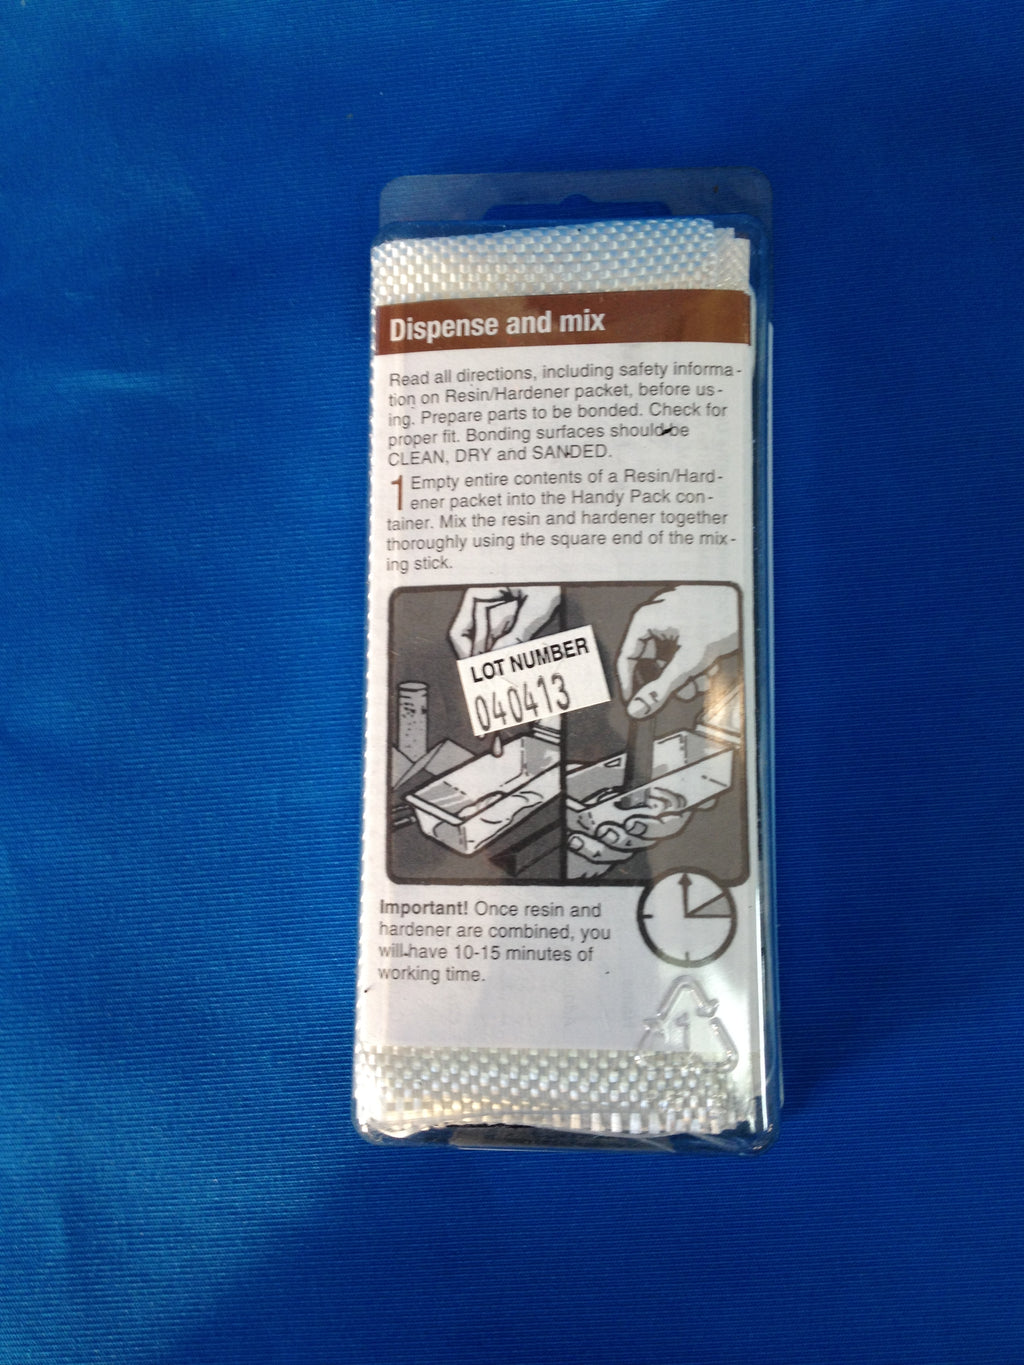 Dispense and mix
Read all directions, including safety informa-
tion on Resin/Hardener packet, before us-
ing. Prepare parts to be bonded. Check for
proper fit. Bonding surfaces should be
CLEAN, DRY and SANDED.
1 Empty entire contents of a Resin/Hard-
ener packet into the Handy Pack con-
tainer. Mix the resin and hardener together
thoroughly using the square end of the mix-
ing stick.
LOT NUMBER
040413
Important! Once resin and
hardener are combined, you
will have 10-15 minutes of
working time.
1